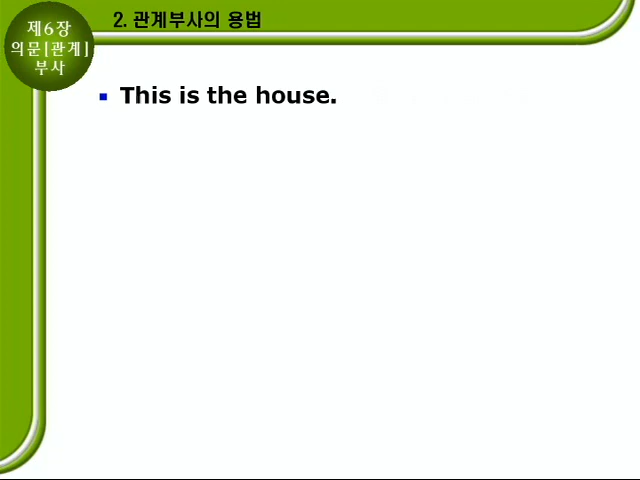 제6장
의문[관계]
부사
2. 관계부사의 용법
This is the house.